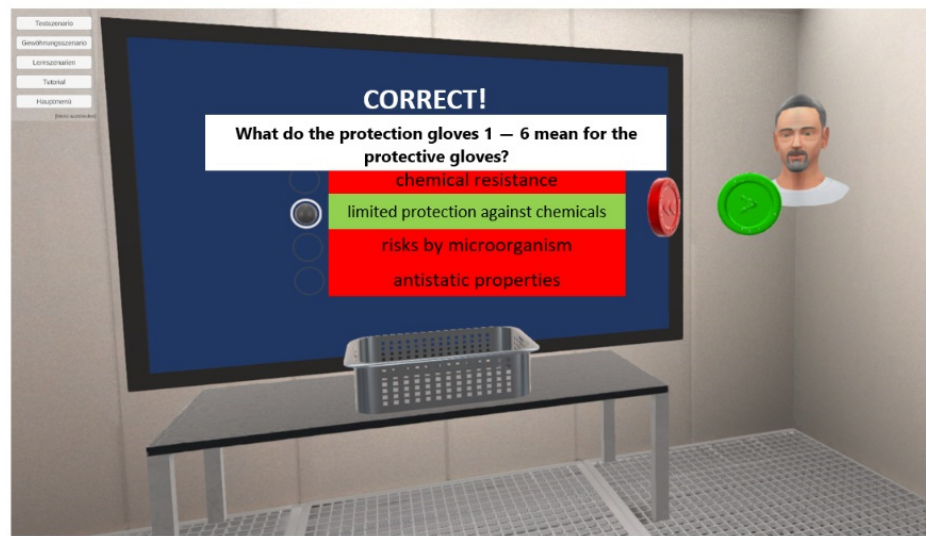 Testszenario
Gewöhnungsszenario
Lernszenarien
Tutorial
Hauptmenü
CORRECT!
What do the protection gloves 1 — 6 mean for the
protective gloves?
chemical resistance
limited protection against chemicals
risks by microorganism
antistatic properties